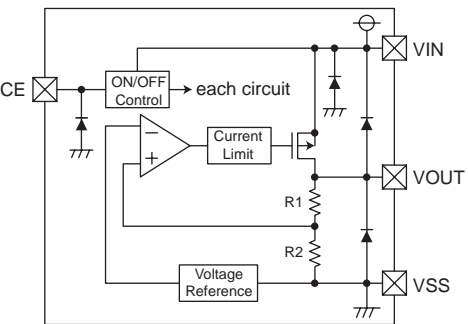 VIN
CE
ON/OFF
Control
each circuit
−
+
Current
Limit
VOUT
R1
R2
Voltage
Reference
VSS